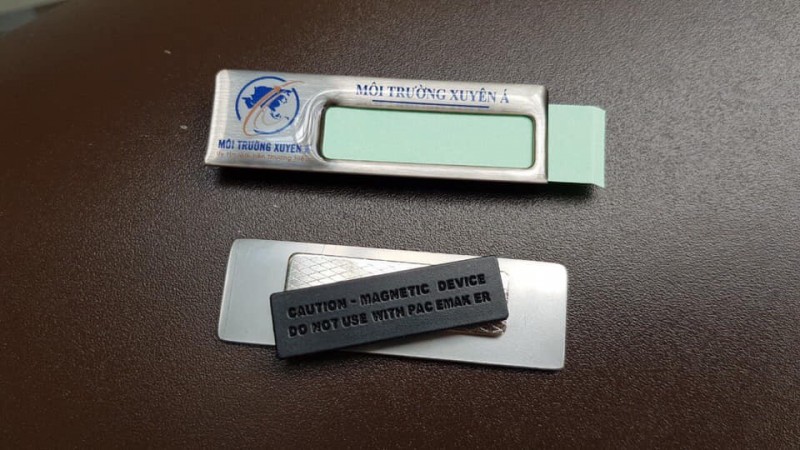 MÔI TRƯỜNG XUYÊN Á
MÔI TRƯỜNG XUYÊN Á
CAUTION - MAGNETIC DEVICE
DO NOT USE WITH PAC EMAK ER